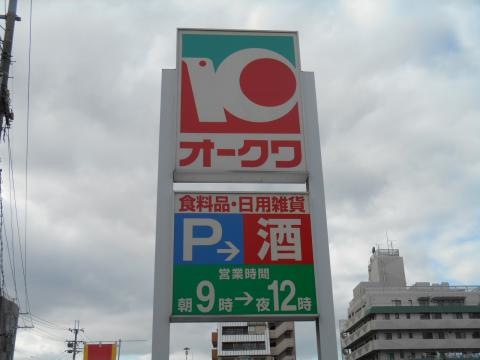 オークワ
食料品・日用雑貨
P→ 酒
営業時間
朝9時→夜12時